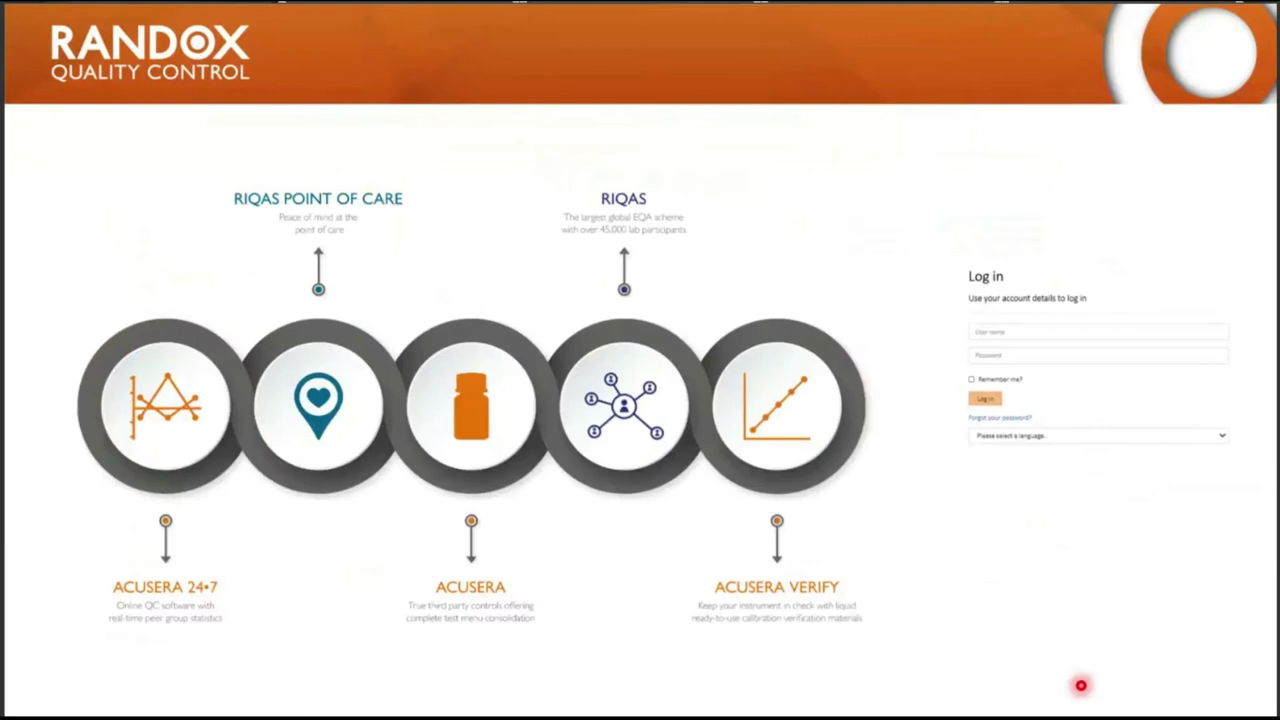 RANDOX
QUALITY CONTROL
RIQAS POINT OF CARE
Peace of mind at the
point of care
RIQAS
The largest global EQA scheme
with over 45,000 lab participants
ACUSERA 24•7
Online QC software with
real-time peer group statistics
ACUSERA
True third party controls offering
complete test menu consolidation
ACUSERA VERIFY
Keep your instrument in check with liquid
ready-to-use calibration verification materials
Log in
Use your account details to log in
User name
Password
Remember me?
Log in
Forgot your password?
Please select a language..